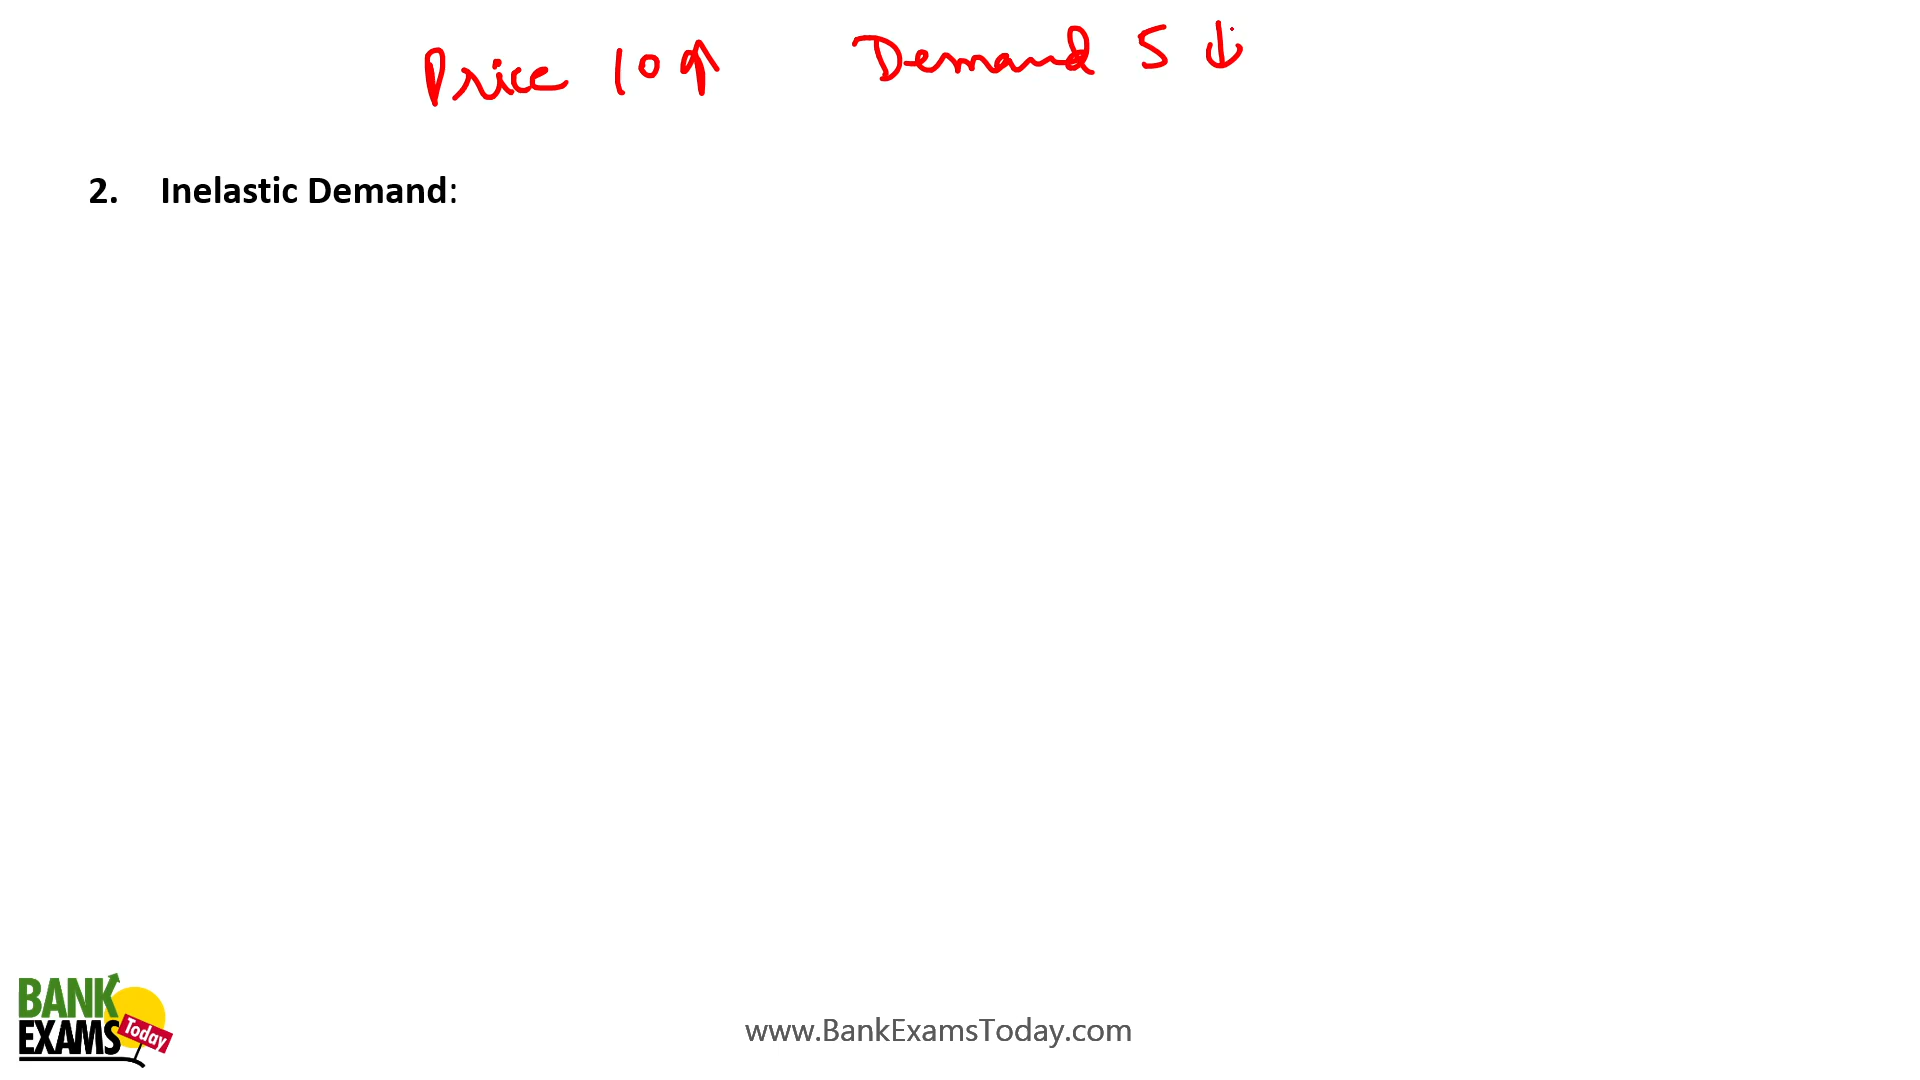 Price 10 ↑ Demand 5 ↓
2. Inelastic Demand:
BANK
EXAMS Today
www.BankExamsToday.com